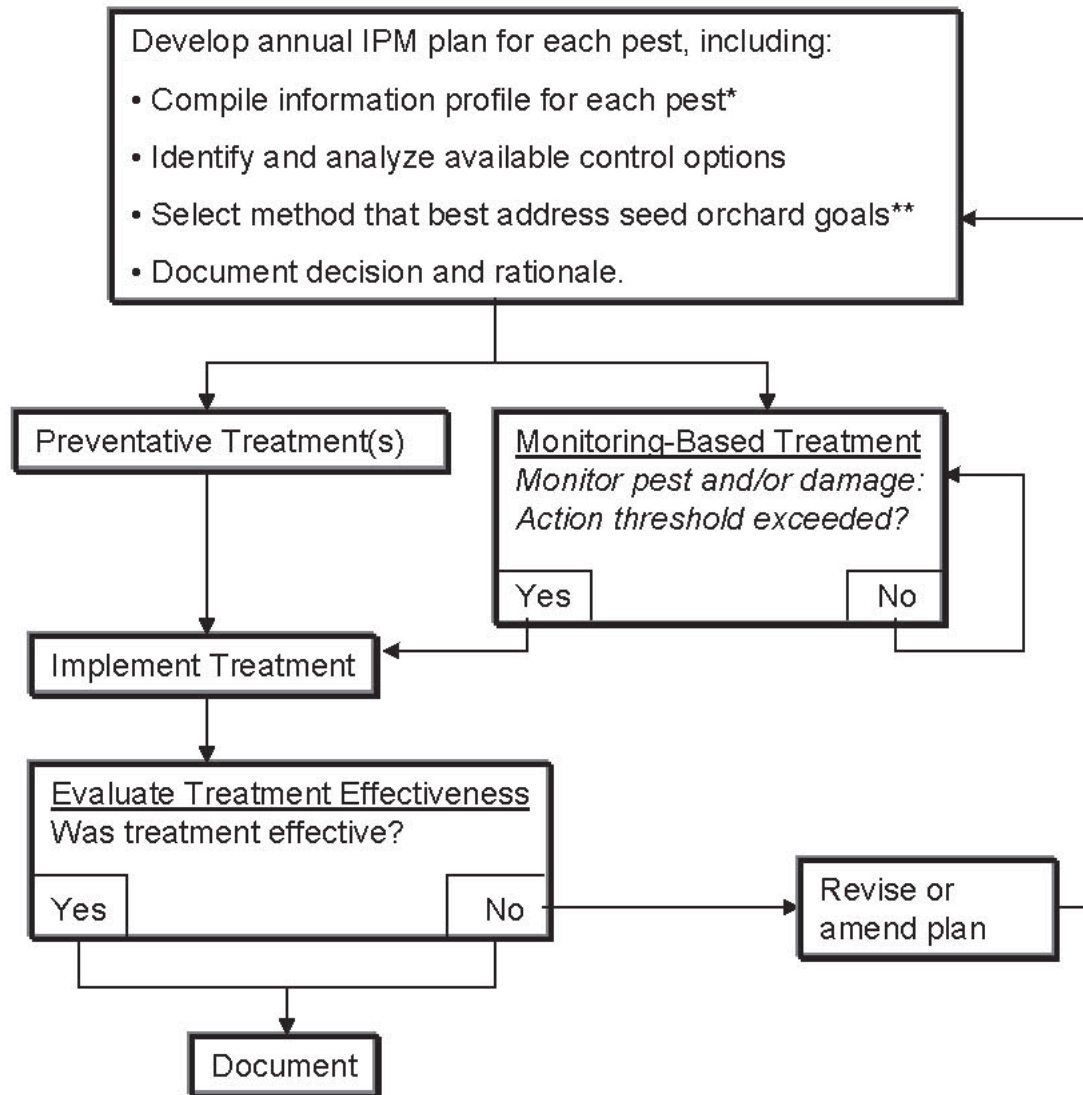 Develop annual IPM plan for each pest, including:
• Compile information profile for each pest*
• Identify and analyze available control options
• Select method that best address seed orchard goals**
• Document decision and rationale.
Preventative Treatment(s)
Monitoring-Based Treatment
Monitor pest and/or damage:
Action threshold exceeded?
Yes
No
Implement Treatment
Evaluate Treatment Effectiveness
Was treatment effective?
Yes
No
Revise or
amend plan
Document